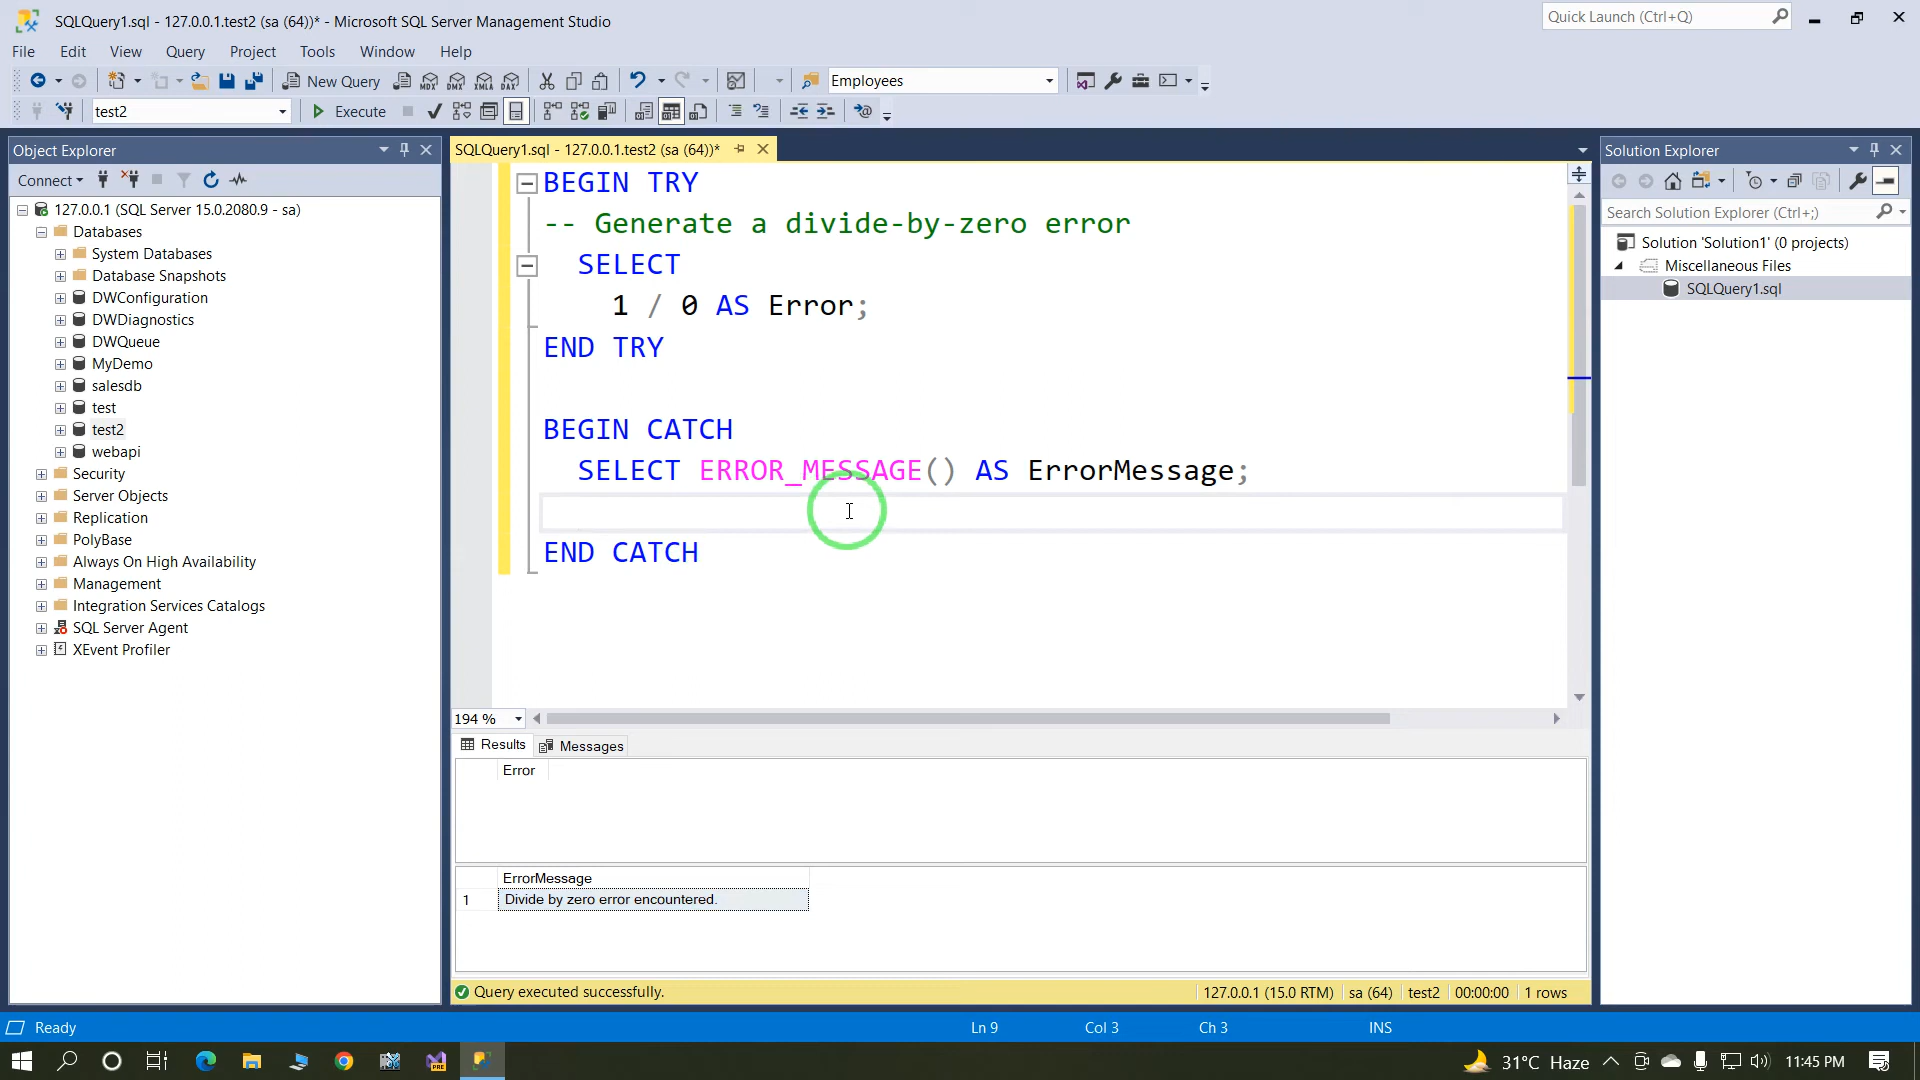 SQLQuery1.sql - 127.0.0.1.test2 (sa (64))* - Microsoft SQL Server Management Studio
Quick Launch (Ctrl+Q)
File Edit View Query Project Tools Window Help
New Query
MDX DMX XMLA DAX
Employees
test2
Execute
Object Explorer
Connect
127.0.0.1 (SQL Server 15.0.2080.9 - sa)
Databases
System Databases
Database Snapshots
DWConfiguration
DWDiagnostics
DWQueue
MyDemo
salesdb
test
test2
webapi
Security
Server Objects
Replication
PolyBase
Always On High Availability
Management
Integration Services Catalogs
SQL Server Agent
XEvent Profiler
SQLQuery1.sql - 127.0.0.1.test2 (sa (64))*
BEGIN TRY
-- Generate a divide-by-zero error
SELECT
1 / 0 AS Error;
END TRY
BEGIN CATCH
SELECT ERROR_MESSAGE() AS ErrorMessage;
END CATCH
194 %
Results Messages
Error
ErrorMessage
1 Divide by zero error encountered.
Query executed successfully.
127.0.0.1 (15.0 RTM) sa (64) test2 00:00:00 1 rows
Solution Explorer
Search Solution Explorer (Ctrl+;)
Solution 'Solution1' (0 projects)
Miscellaneous Files
SQLQuery1.sql
Ready
Ln 9 Col 3 Ch 3 INS
31°C Haze
11:45 PM